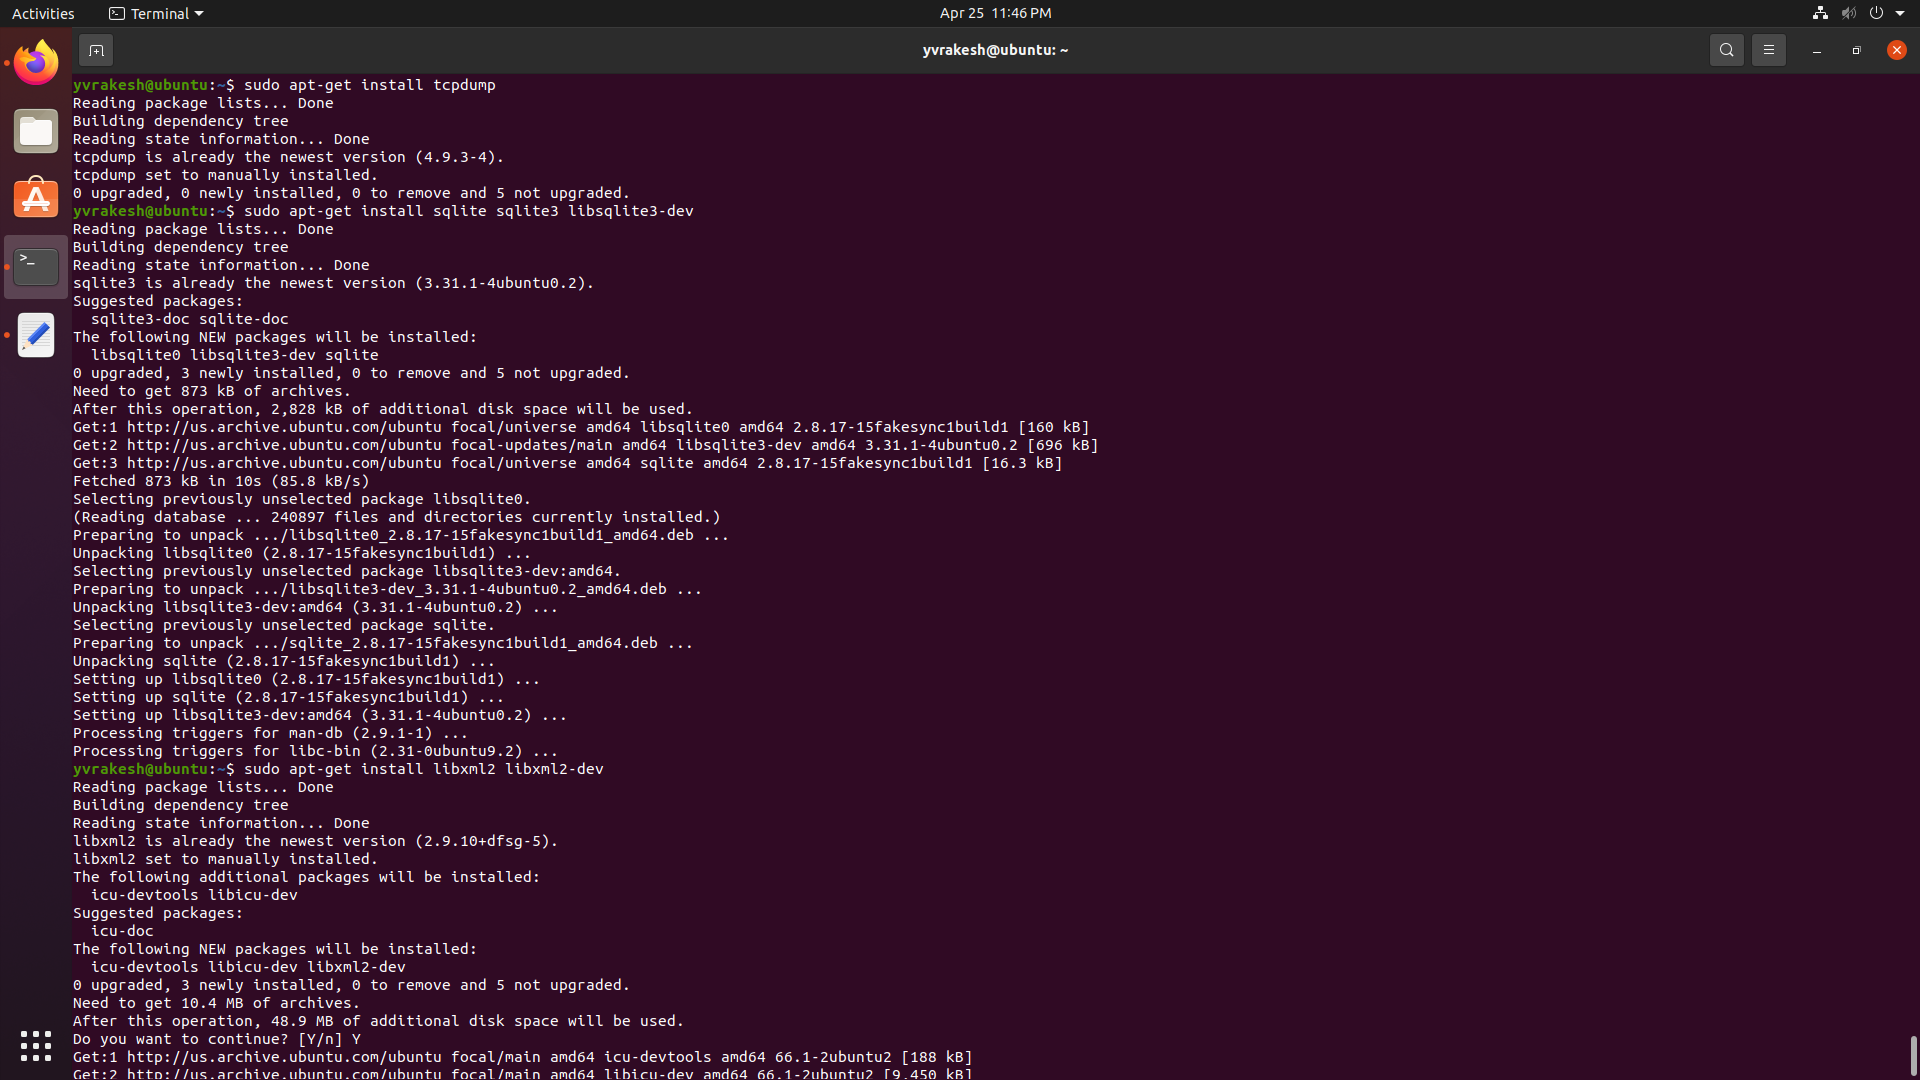 Activities
Terminal
Apr 25 11:46 PM
yvrakesh@ubuntu: ~
yvrakesh@ubuntu:~$ sudo apt-get install tcpdump
Reading package lists... Done
Building dependency tree
Reading state information... Done
tcpdump is already the newest version (4.9.3-4).
tcpdump set to manually installed.
0 upgraded, 0 newly installed, 0 to remove and 5 not upgraded.
yvrakesh@ubuntu:~$ sudo apt-get install sqlite sqlite3 libsqlite3-dev
Reading package lists... Done
Building dependency tree
Reading state information... Done
sqlite3 is already the newest version (3.31.1-4ubuntu0.2).
Suggested packages:
  sqlite3-doc sqlite-doc
The following NEW packages will be installed:
  libsqlite0 libsqlite3-dev sqlite
0 upgraded, 3 newly installed, 0 to remove and 5 not upgraded.
Need to get 873 kB of archives.
After this operation, 2,828 kB of additional disk space will be used.
Get:1 http://us.archive.ubuntu.com/ubuntu focal/universe amd64 libsqlite0 amd64 2.8.17-15fakesync1build1 [160 kB]
Get:2 http://us.archive.ubuntu.com/ubuntu focal-updates/main amd64 libsqlite3-dev amd64 3.31.1-4ubuntu0.2 [696 kB]
Get:3 http://us.archive.ubuntu.com/ubuntu focal/universe amd64 sqlite amd64 2.8.17-15fakesync1build1 [16.3 kB]
Fetched 873 kB in 10s (85.8 kB/s)
Selecting previously unselected package libsqlite0.
(Reading database ... 240897 files and directories currently installed.)
Preparing to unpack .../libsqlite0_2.8.17-15fakesync1build1_amd64.deb ...
Unpacking libsqlite0 (2.8.17-15fakesync1build1) ...
Selecting previously unselected package libsqlite3-dev:amd64.
Preparing to unpack .../libsqlite3-dev_3.31.1-4ubuntu0.2_amd64.deb ...
Unpacking libsqlite3-dev:amd64 (3.31.1-4ubuntu0.2) ...
Selecting previously unselected package sqlite.
Preparing to unpack .../sqlite_2.8.17-15fakesync1build1_amd64.deb ...
Unpacking sqlite (2.8.17-15fakesync1build1) ...
Setting up libsqlite0 (2.8.17-15fakesync1build1) ...
Setting up sqlite (2.8.17-15fakesync1build1) ...
Setting up libsqlite3-dev:amd64 (3.31.1-4ubuntu0.2) ...
Processing triggers for man-db (2.9.1-1) ...
Processing triggers for libc-bin (2.31-0ubuntu9.2) ...
yvrakesh@ubuntu:~$ sudo apt-get install libxml2 libxml2-dev
Reading package lists... Done
Building dependency tree
Reading state information... Done
libxml2 is already the newest version (2.9.10+dfsg-5).
libxml2 set to manually installed.
The following additional packages will be installed:
  icu-devtools libicu-dev
Suggested packages:
  icu-doc
The following NEW packages will be installed:
  icu-devtools libicu-dev libxml2-dev
0 upgraded, 3 newly installed, 0 to remove and 5 not upgraded.
Need to get 10.4 MB of archives.
After this operation, 48.9 MB of additional disk space will be used.
Do you want to continue? [Y/n] Y
Get:1 http://us.archive.ubuntu.com/ubuntu focal/main amd64 icu-devtools amd64 66.1-2ubuntu2 [188 kB]
Get:2 http://us.archive.ubuntu.com/ubuntu focal/main amd64 libicu-dev amd64 66.1-2ubuntu2 [9,450 kB]